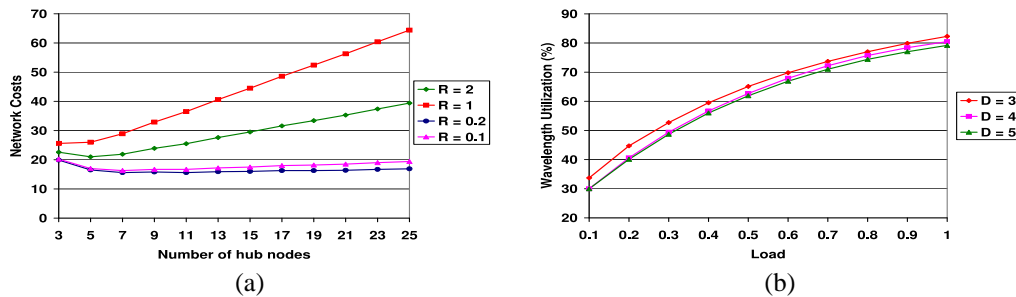 70
60
50
40
30
20
10
0
Network Costs
3 5 7 9 11 13 15 17 19 21 23 25
Number of hub nodes
R = 2
R = 1
R = 0.2
R = 0.1
(a)
90
80
70
60
50
40
30
20
Wavelength Utilization (%)
0.1 0.2 0.3 0.4 0.5 0.6 0.7 0.8 0.9 1
Load
D = 3
D = 4
D = 5
(b)